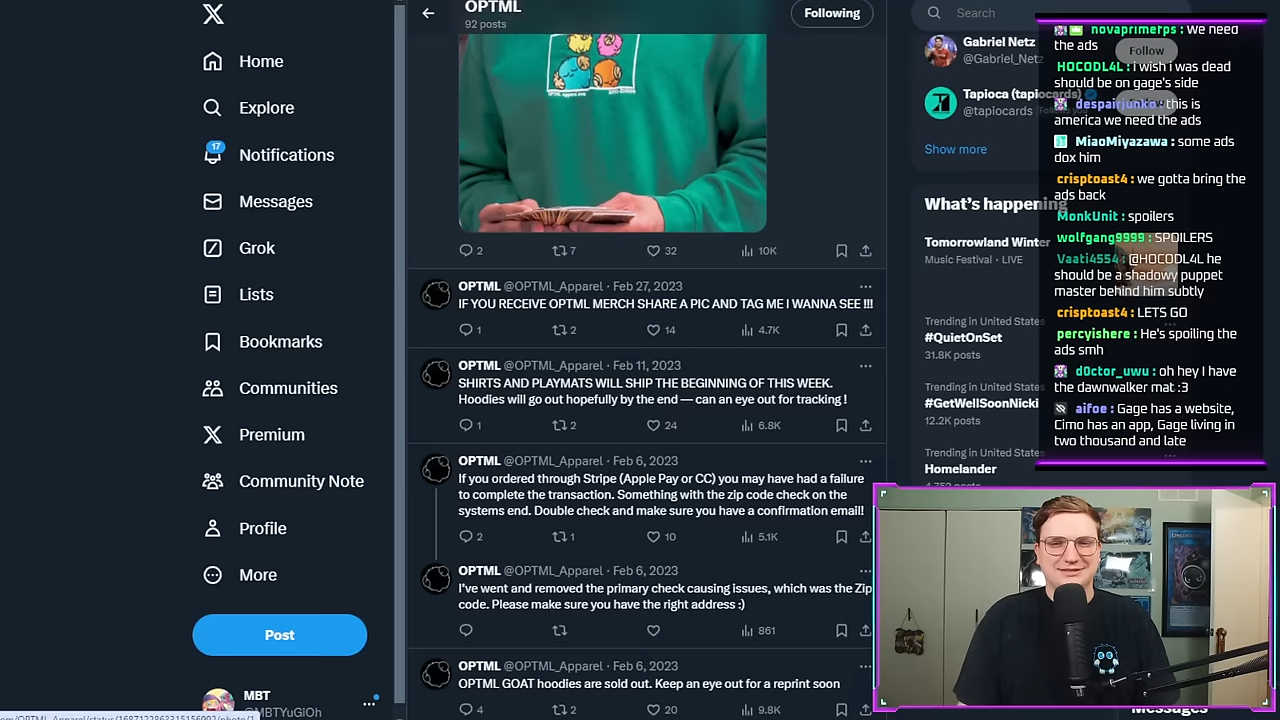 Home
Explore
17
Notifications
Messages
Grok
Lists
Bookmarks
Communities
Premium
Community Note
Profile
More
Post
MBT
@MBTYuGiOh
OPTML
92 posts
Following
2
7
32
10K
OPTML @OPTML_Apparel · Feb 27, 2023
IF YOU RECEIVE OPTML MERCH SHARE A PIC AND TAG ME I WANNA SEE !!!
1
2
14
4.7K
OPTML @OPTML_Apparel · Feb 11, 2023
SHIRTS AND PLAYMATS WILL SHIP THE BEGINNING OF THIS WEEK.
Hoodies will go out hopefully by the end — can an eye out for tracking !
1
2
24
6.8K
OPTML @OPTML_Apparel · Feb 6, 2023
If you ordered through Stripe (Apple Pay or CC) you may have had a failure
to complete the transaction. Something with the zip code check on the
systems end. Double check and make sure you have a confirmation email!
2
1
10
5.1K
OPTML @OPTML_Apparel · Feb 6, 2023
I've went and removed the primary check causing issues, which was the Zip
code. Please make sure you have the right address :)
861
OPTML @OPTML_Apparel · Feb 6, 2023
OPTML GOAT hoodies are sold out. Keep an eye out for a reprint soon
4
2
20
9.8K
Search
Gabriel Netz
@Gabriel_Netz
Follow
Tapioca (tapiocards)
@tapiocards
Show more
What's happening
Tomorrowland Winter
Music Festival · LIVE
Trending in United States
#QuietOnSet
31.8K posts
Trending in United States
#GetWellSoonNicki
12.2K posts
Trending in United States
Homelander
Messages
novaprimefps : We need
the ads
HOCODL4L : I wish i was dead
should be on gage's side
despairjunko : this is
america we need the ads
MiaoMiyazawa : some ads
dox him
crisptoast4 : we gotta bring the
ads back
MonkUnit : spoilers
wolfgang9999 : SPOILERS
Vaati4554 : @HOCODL4L he
should be a shadowy puppet
master behind him subtly
crisptoast4 : LETS GO
percyishere : He's spoiling the
ads smh
d0ctor_uwu : oh hey I have
the dawnwalker mat :3
aifoe : Gage has a website,
Cimo has an app, Gage living in
two thousand and late